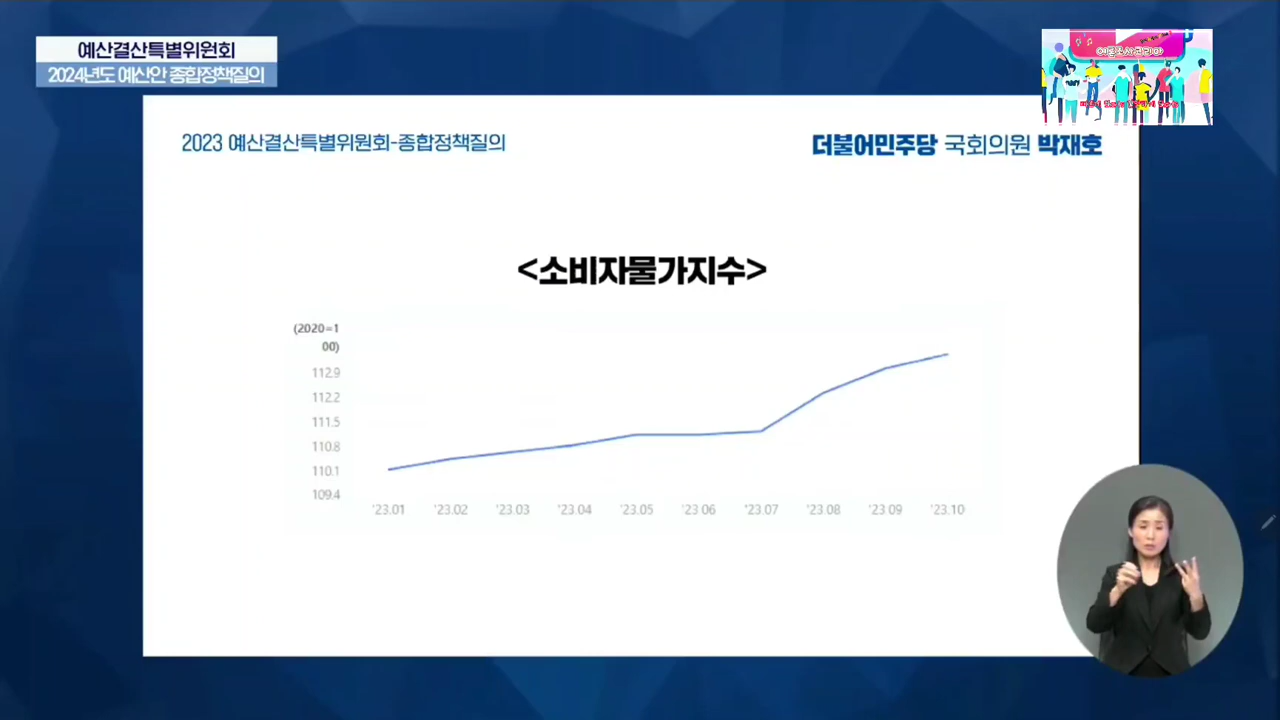 예산결산특별위원회
2024년도 예산안 종합정책질의
2023 예산결산특별위원회-종합정책질의
더불어민주당 국회의원 박재호
<소비자물가지수>
(2020=1
00)
112.9
112.2
111.5
110.8
110.1
109.4
'23.01 '23.02 '23.03 '23.04 '23.05 '23 06 '23.07 '23 08 '23 09 '23.10